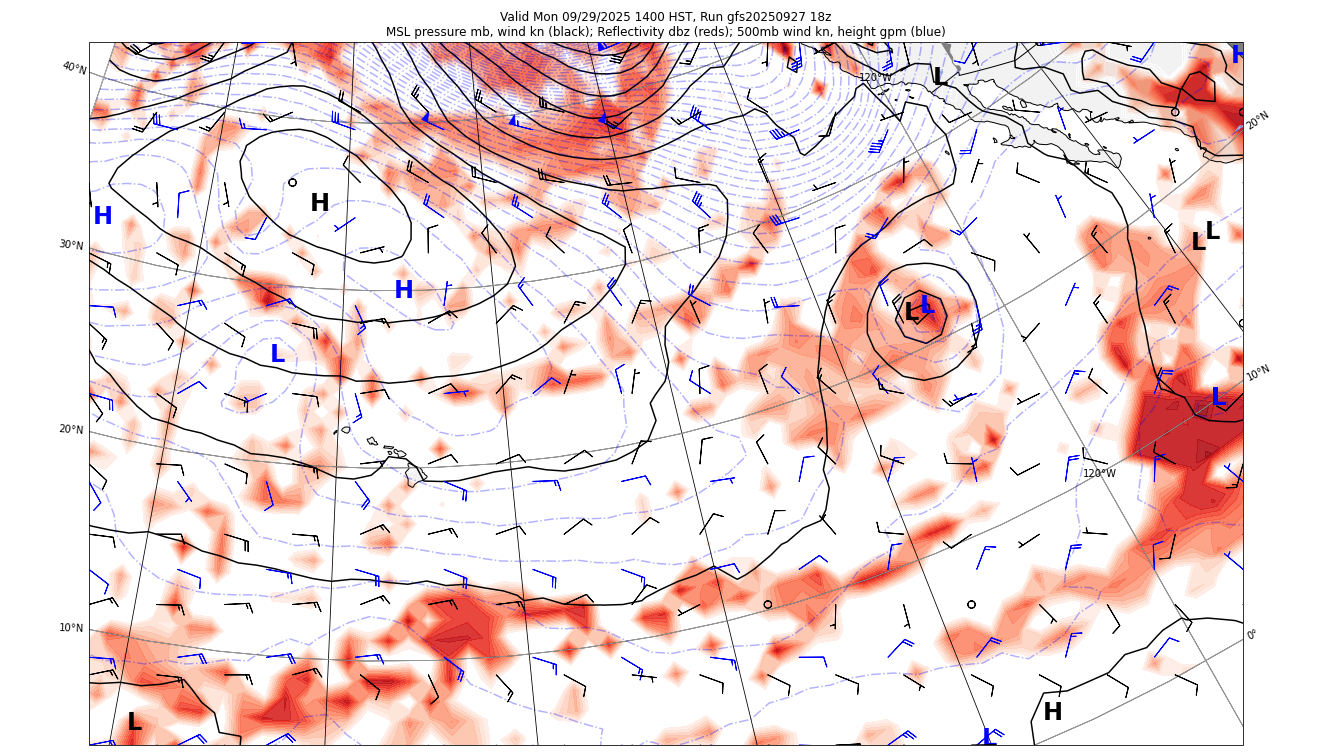 Valid Mon 09/29/2025 1400 HST, Run gfs20250927 18z
MSL pressure mb, wind kn (black); Reflectivity dbz (reds); 500mb wind kn, height gpm (blue)
H
40°N
120°W
L
20°N
H
H
L
L
30°N
H
L
L
L
10°N
L
20°N
120°W
10°N
0°
L
H
L